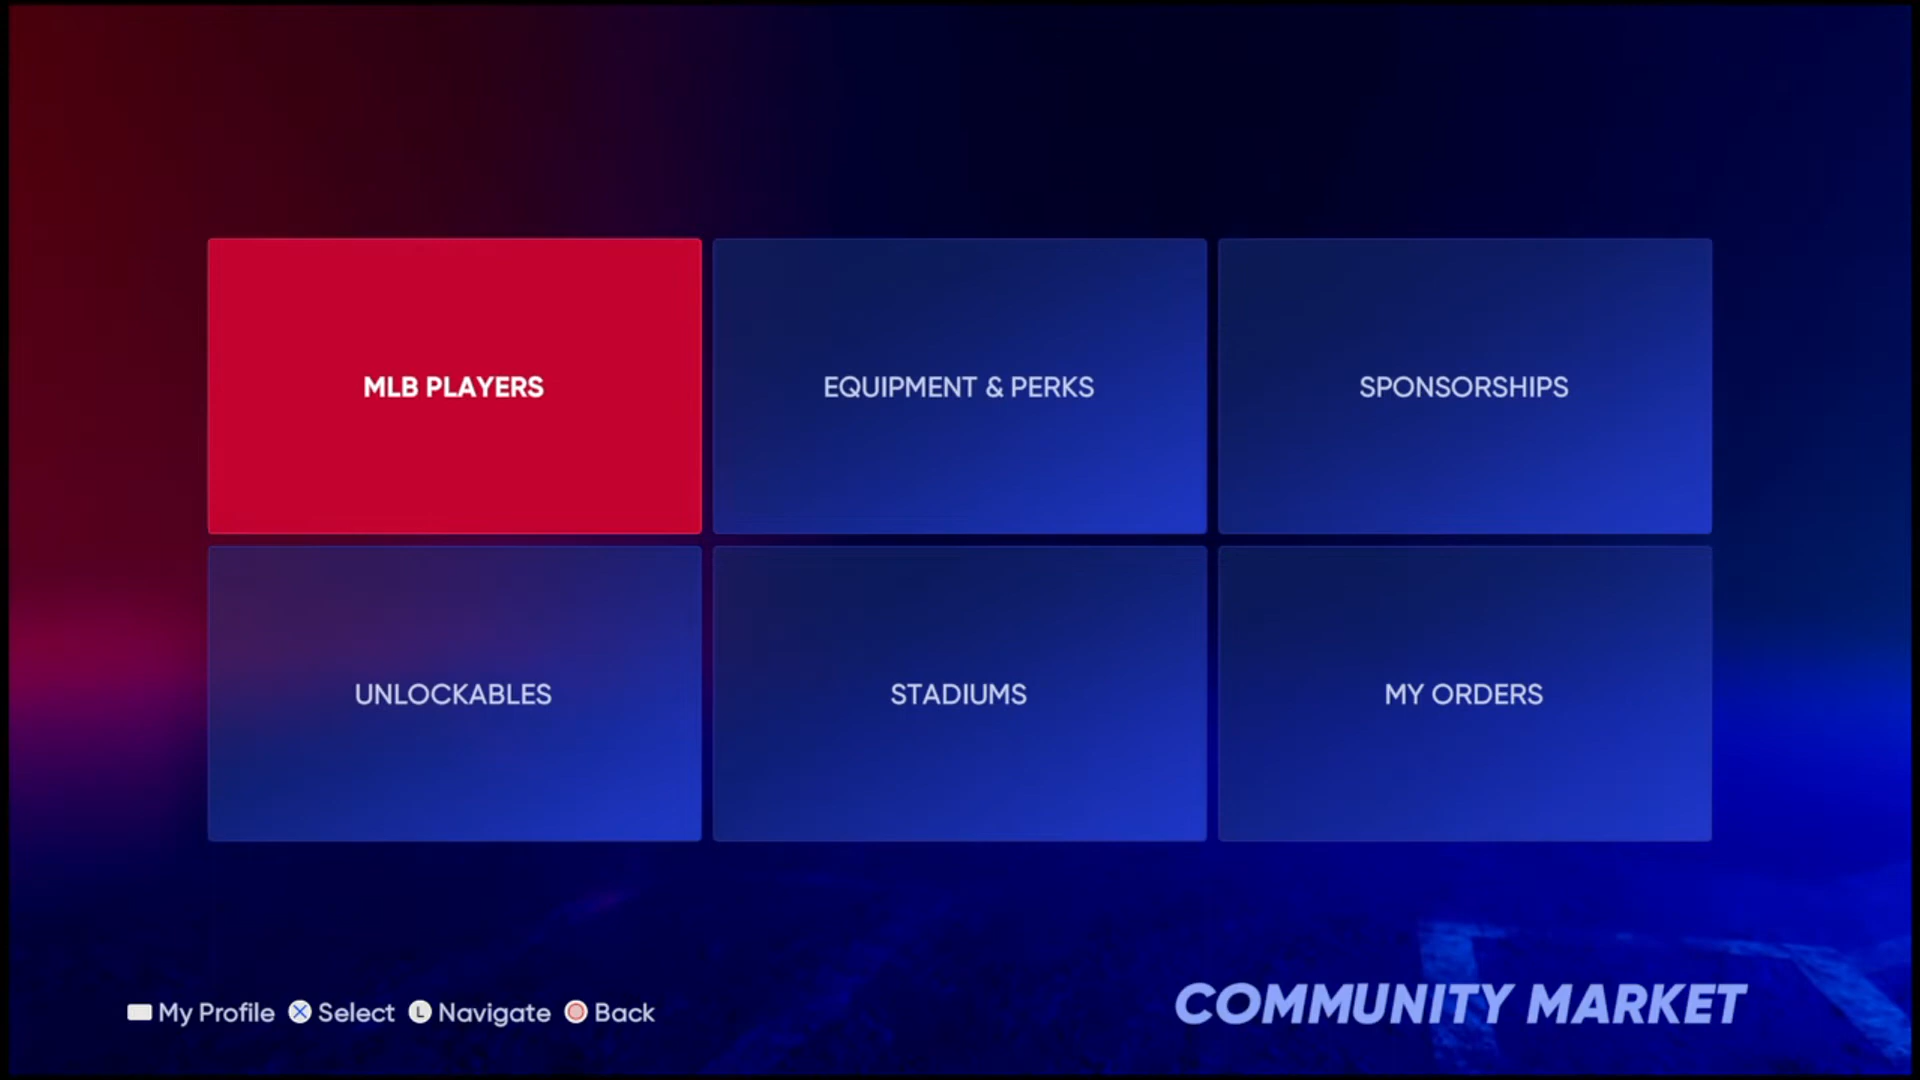 MLB PLAYERS
EQUIPMENT & PERKS
SPONSORSHIPS
UNLOCKABLES
STADIUMS
MY ORDERS
My Profile Select L Navigate Back
COMMUNITY MARKET